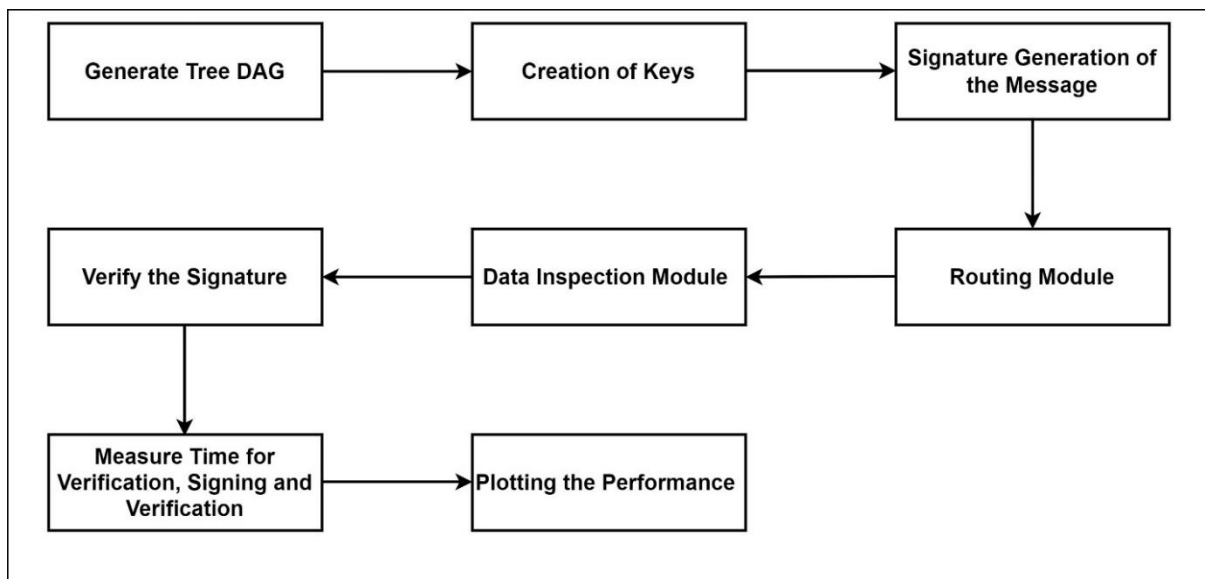 Generate Tree DAG
Creation of Keys
Signature Generation of
the Message
Verify the Signature
Data Inspection Module
Routing Module
Measure Time for
Verification, Signing and
Verification
Plotting the Performance